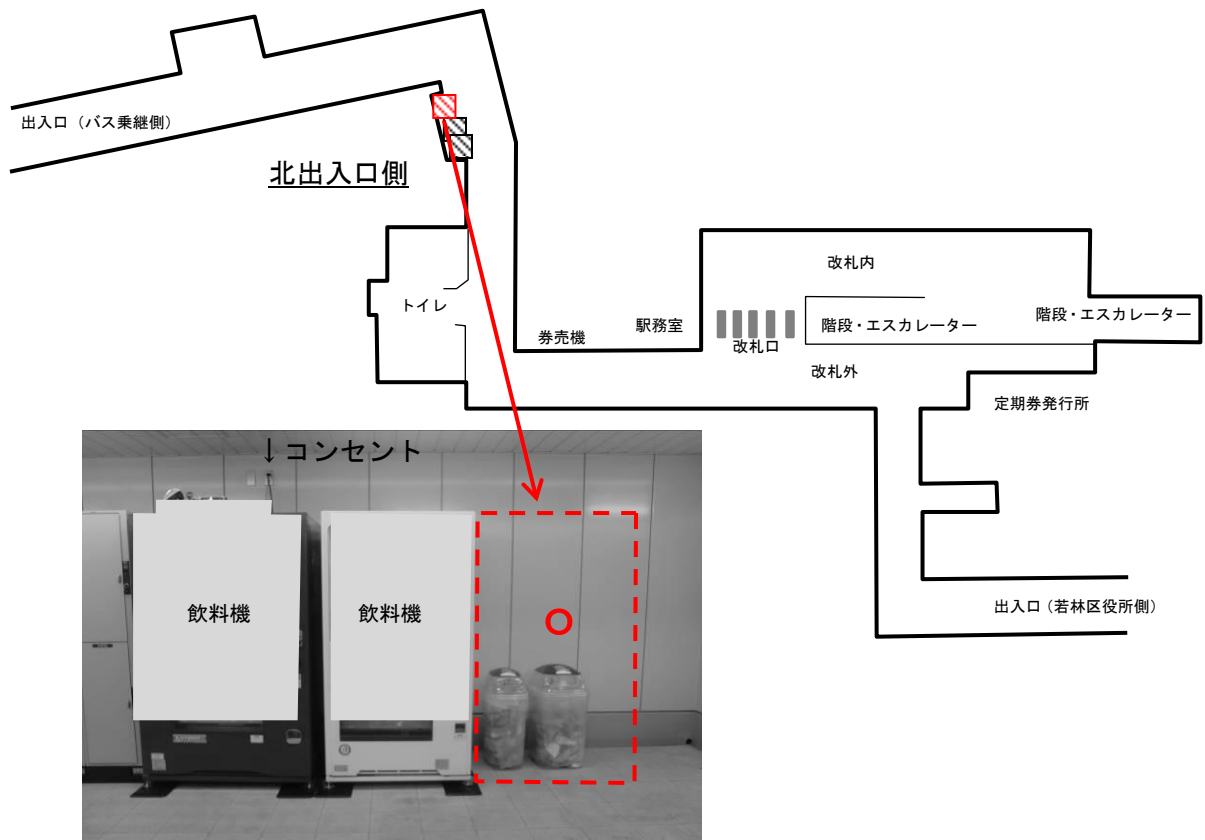 出入口（バス乗継側）
北出入口側
改札内
トイレ
階段・エスカレーター
階段・エスカレーター
駅務室
券売機
改札口
改札外
定期券発行所
↓コンセント
飲料機
飲料機
O
出入口（若林区役所側）